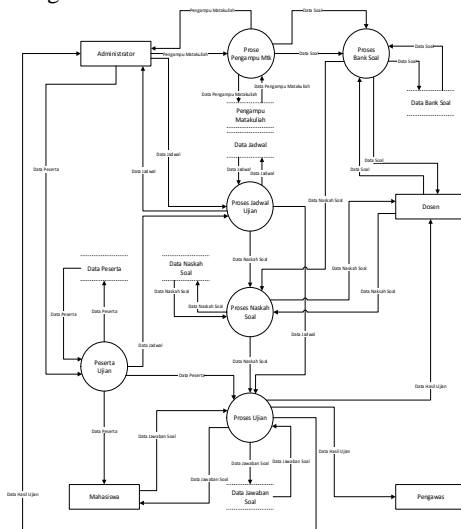 Pengampu Matakuliah
Data Soal
Administrator
Pengampu Matakuliah
Prose
Pengampu Mtk
Data Soal
Proses
Bank Soal
Data Soal
Data Soal
Data Pengampu Matakuliah
Data Pengampu Matakuliah
Data Bank Soal
Pengampu
Matakuliah
Data Jadwal
Data Peserta
Data Jadwal
Data Jadwal
Data Jadwal
Data Jadwal
Data Soal
Data Soal
Data Naskah Soal
Proses Jadwal
Ujian
Dosen
Data Peserta
Data Naskah
Soal
Data Naskah Soal
Data Naskah Soal
Data Naskah Soal
Data Naskah Soal
Data Naskah Soal
Proses Naskah
Soal
Data Peserta
Data Peserta
Data Jadwal
Data Jadwal
Peserta
Ujian
Data Naskah Soal
Data Peserta
Data Hasil Ujian
Data Peserta
Proses Ujian
Data Jawaban Soal
Data Jawaban Soal
Data Jawaban Soal
Data Jawaban Soal
Data Hasil Ujian
Data Hasil Ujian
Mahasiswa
Data Jawaban
Soal
Pengawas